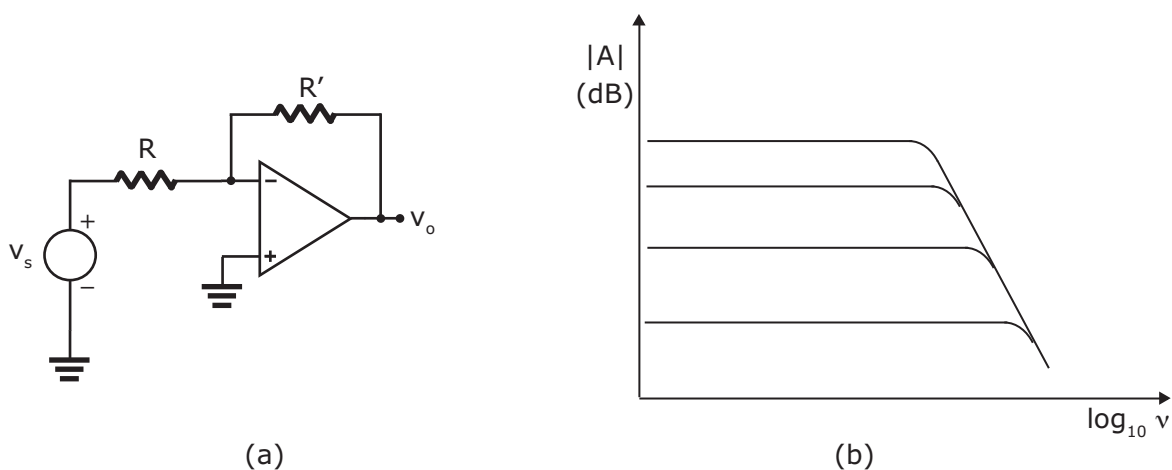 R′
R
−
+
+
v_s
−
v_o
(a)
|A|
(dB)
log₁₀ ν
(b)